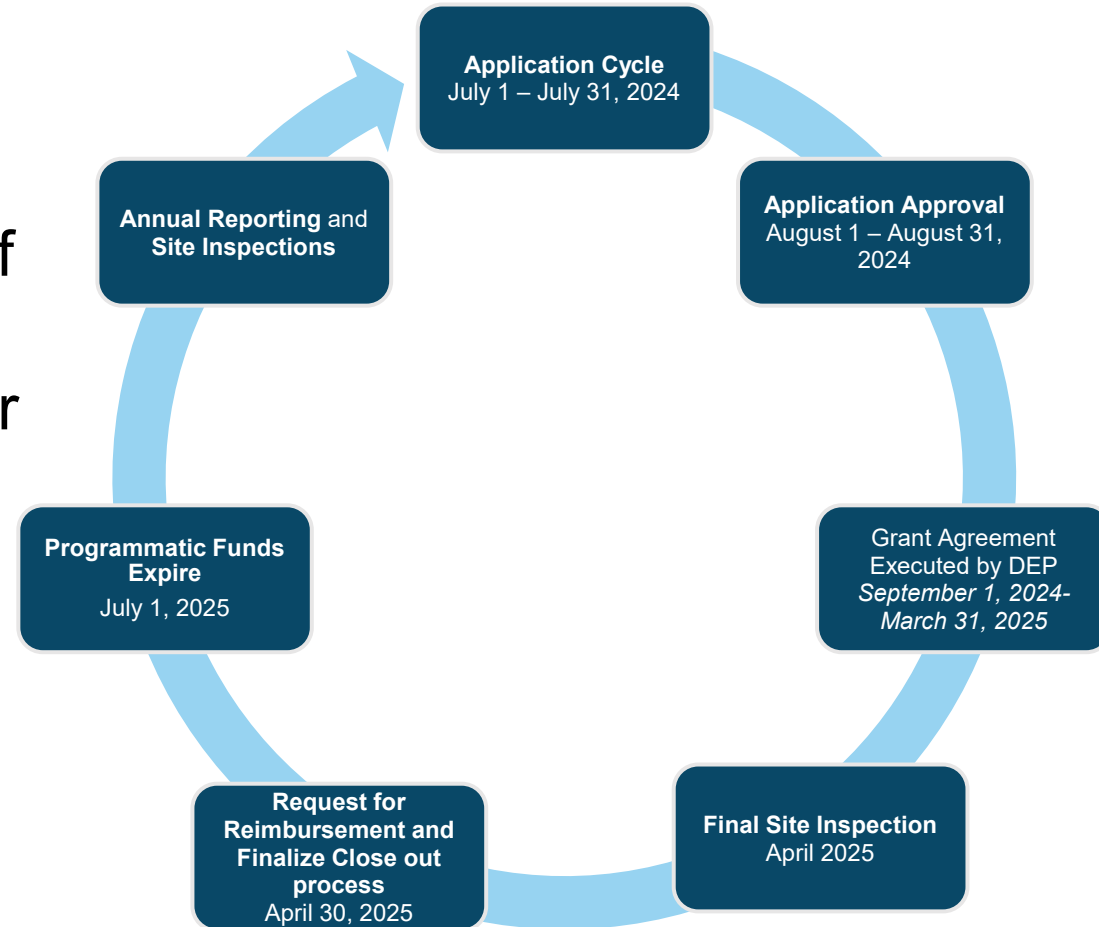 Application Cycle
July 1 – July 31, 2024
Application Approval
August 1 – August 31,
2024
Grant Agreement
Executed by DEP
September 1, 2024-
March 31, 2025
Final Site Inspection
April 2025
Request for
Reimbursement and
Finalize Close out
process
April 30, 2025
Programmatic Funds
Expire
July 1, 2025
Annual Reporting and
Site Inspections
f
r